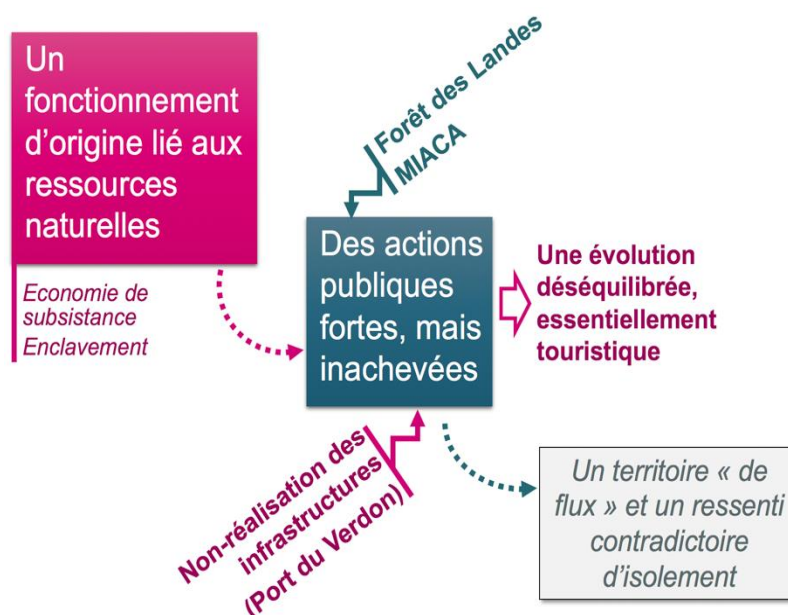 Un
fonctionnement
d'origine lié aux
ressources
naturelles
Economie de
subsistance
Enclavement
Forêt des Landes
MIACA
Des actions
publiques
fortes, mais
inachevées
Une évolution
déséquilibrée,
essentiellement
touristique
Non-réalisation des
infrastructures
(Port du Verdon)
Un territoire « de
flux » et un ressenti
contradictoire
d'isolement